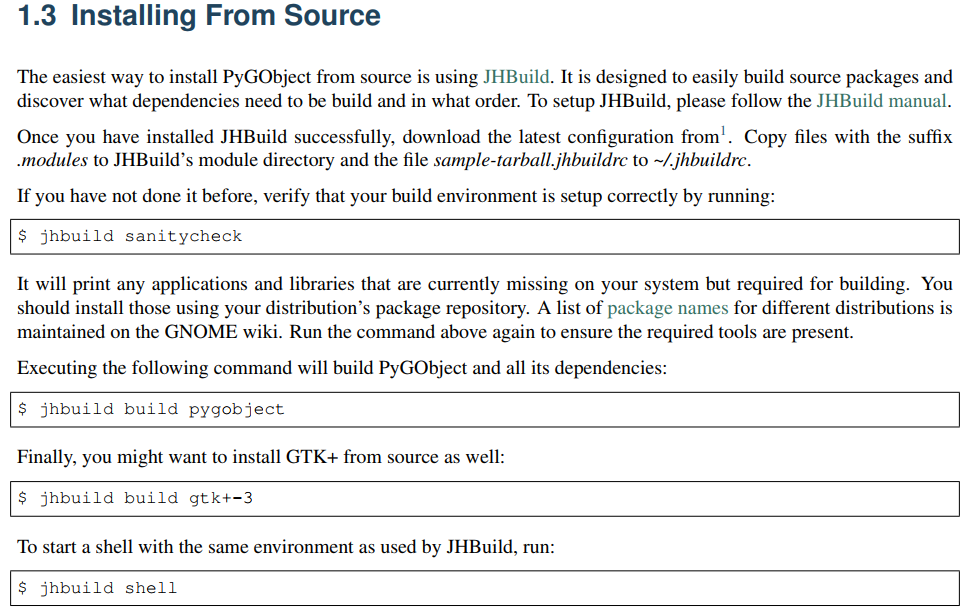 1.3 Installing From Source
The easiest way to install PyGObject from source is using JHBuild. It is designed to easily build source packages and
discover what dependencies need to be build and in what order. To setup JHBuild, please follow the JHBuild manual.
Once you have installed JHBuild successfully, download the latest configuration from¹. Copy files with the suffix
.modules to JHBuild's module directory and the file sample-tarball.jhbuildrc to ~/.jhbuildrc.
If you have not done it before, verify that your build environment is setup correctly by running:
$ jhbuild sanitycheck
It will print any applications and libraries that are currently missing on your system but required for building. You
should install those using your distribution's package repository. A list of package names for different distributions is
maintained on the GNOME wiki. Run the command above again to ensure the required tools are present.
Executing the following command will build PyGObject and all its dependencies:
$ jhbuild build pygobject
Finally, you might want to install GTK+ from source as well:
$ jhbuild build gtk+-3
To start a shell with the same environment as used by JHBuild, run:
$ jhbuild shell